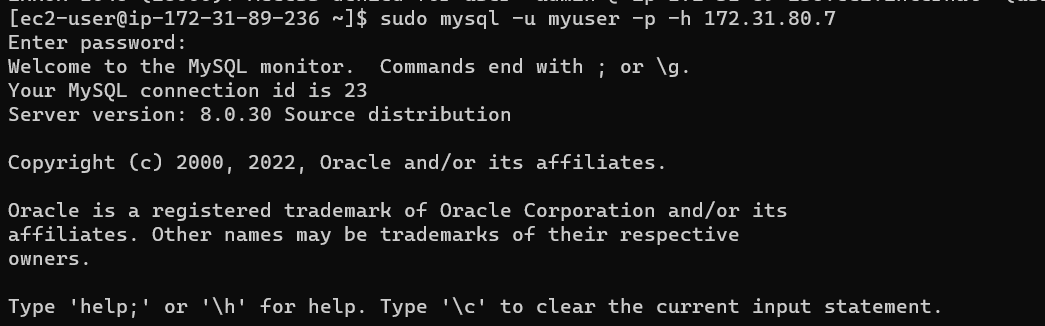 [ec2-user@ip-172-31-89-236 ~]$ sudo mysql -u myuser -p -h 172.31.80.7
Enter password:
Welcome to the MySQL monitor.  Commands end with ; or \g.
Your MySQL connection id is 23
Server version: 8.0.30 Source distribution
Copyright (c) 2000, 2022, Oracle and/or its affiliates.
Oracle is a registered trademark of Oracle Corporation and/or its
affiliates. Other names may be trademarks of their respective
owners.
Type 'help;' or '\h' for help. Type '\c' to clear the current input statement.